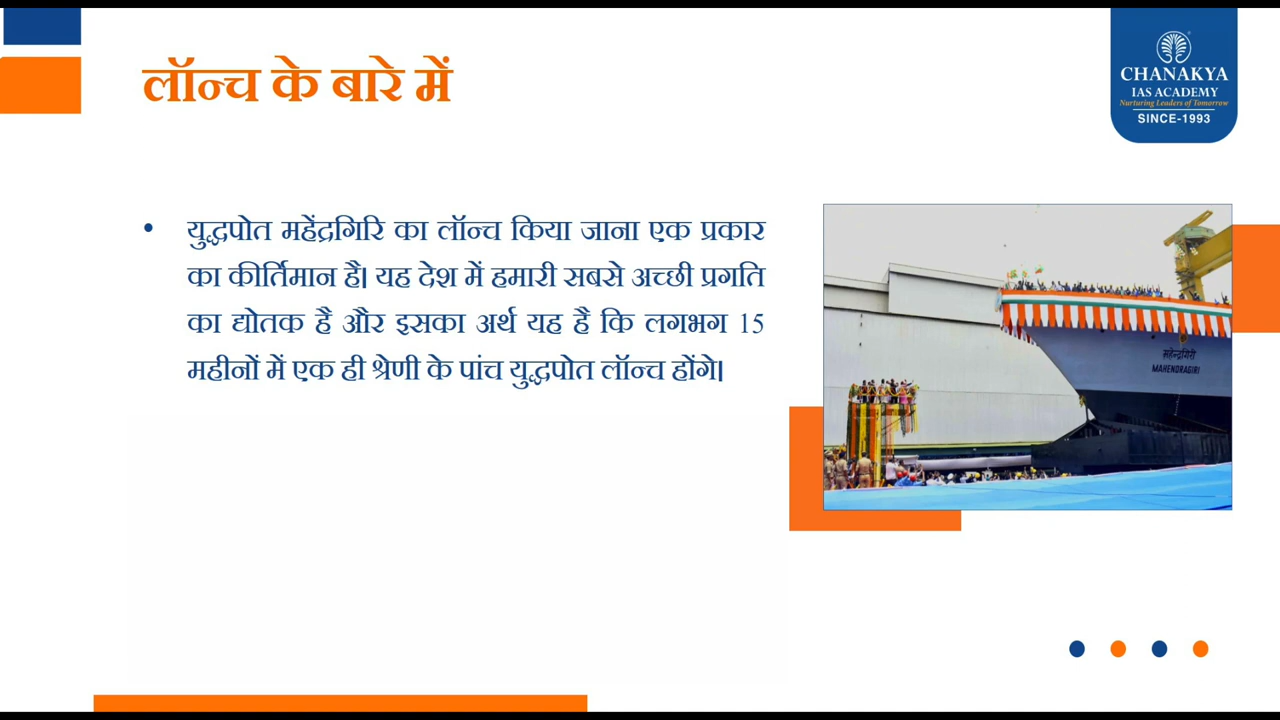 लॉन्च के बारे में
CHANAKYA
IAS ACADEMY
Nurturing Leaders of Tomorrow
SINCE-1993
• युद्धपोत महेंद्रगिरि का लॉन्च किया जाना एक प्रकार
का कीर्तिमान है। यह देश में हमारी सबसे अच्छी प्रगति
का द्योतक है और इसका अर्थ यह है कि लगभग 15
महीनों में एक ही श्रेणी के पांच युद्धपोत लॉन्च होंगे।
महेन्द्रगिरी
MAHENDRAGIRI